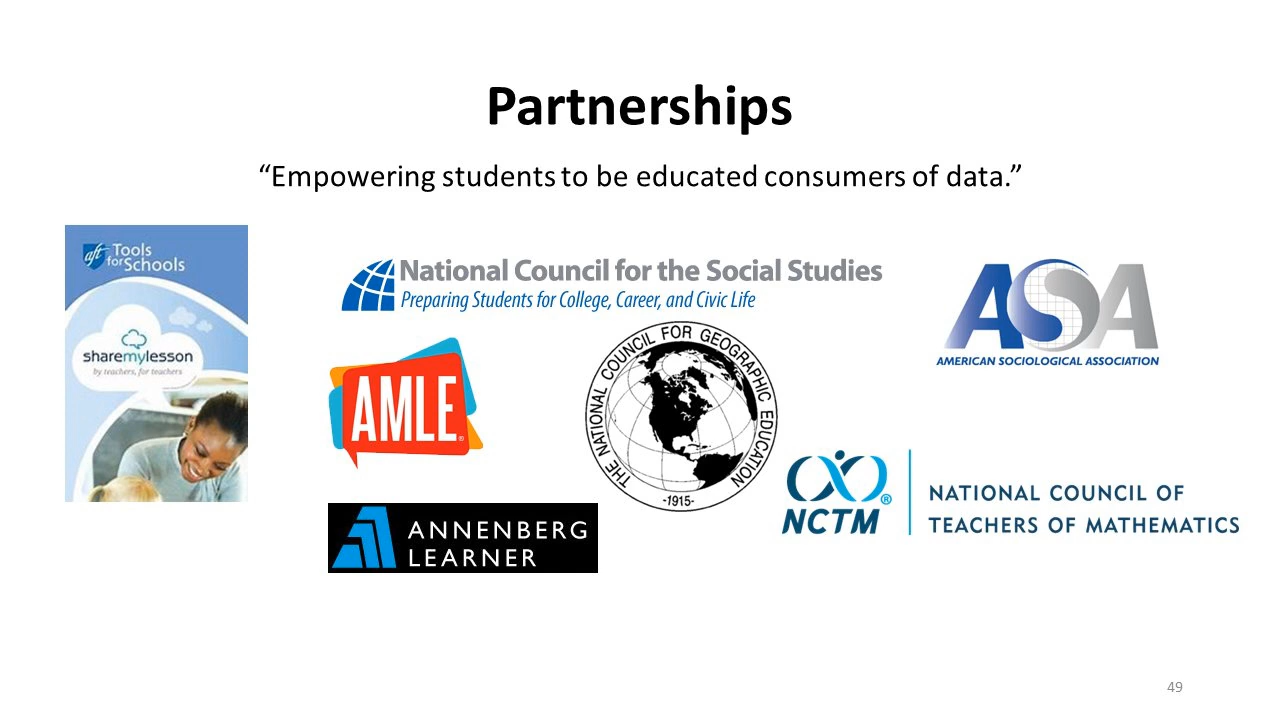 Partnerships
“Empowering students to be educated consumers of data.”
aft Tools
for Schools
sharemylesson
by teachers, for teachers
National Council for the Social Studies
Preparing Students for College, Career, and Civic Life
ASA
AMERICAN SOCIOLOGICAL ASSOCIATION
AMLE®
THE NATIONAL COUNCIL FOR GEOGRAPHIC EDUCATION
-1915-
NCTM®
NATIONAL COUNCIL OF
TEACHERS OF MATHEMATICS
ANNENBERG
LEARNER
49